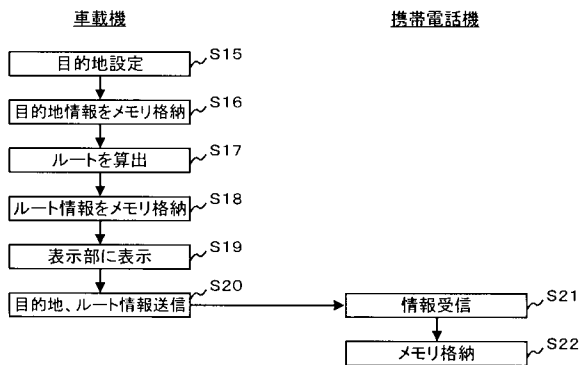 車載機
携帯電話機
目的地設定 S15
目的地情報をメモリ格納 S16
ルートを算出 S17
ルート情報をメモリ格納 S18
表示部に表示 S19
目的地、ルート情報送信 S20
情報受信 S21
メモリ格納 S22